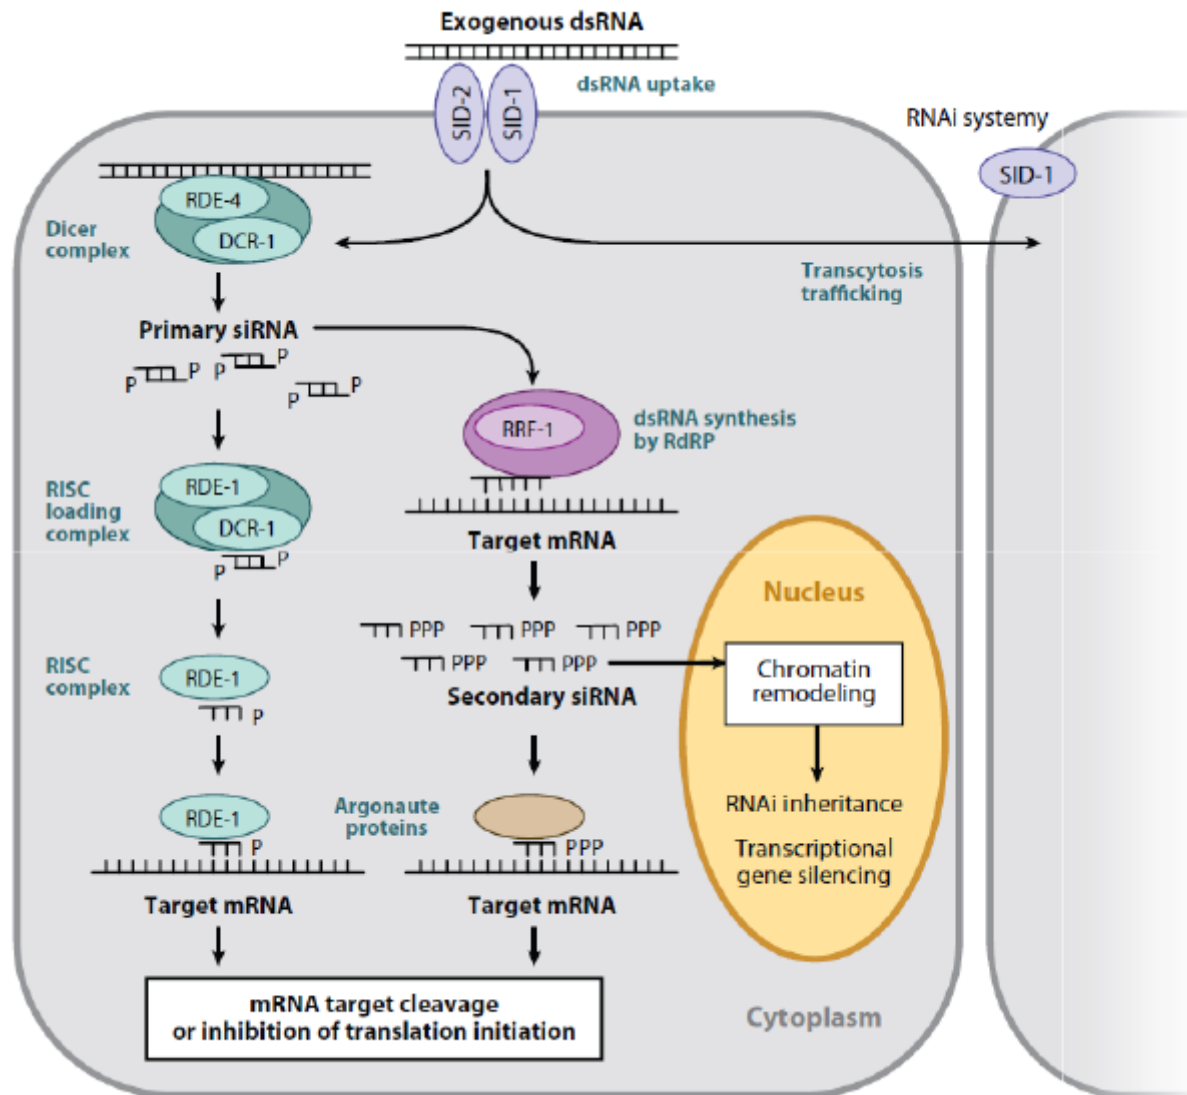 Exogenous dsRNA
dsRNA uptake
SID-2
SID-1
RNAi systemy
SID-1
RDE-4
DCR-1
Dicer
complex
Transcytosis
trafficking
Primary siRNA
P P
P P
P P
RRF-1
dsRNA synthesis
by RdRP
RISC
loading
complex
RDE-1
DCR-1
P P
Target mRNA
Nucleus
PPP PPP PPP
PPP PPP
Secondary siRNA
Chromatin
remodeling
RISC
complex
RDE-1
P
RNAi inheritance
Transcriptional
gene silencing
Argonaute
proteins
RDE-1
P
PPP
Target mRNA
Target mRNA
mRNA target cleavage
or inhibition of translation initiation
Cytoplasm